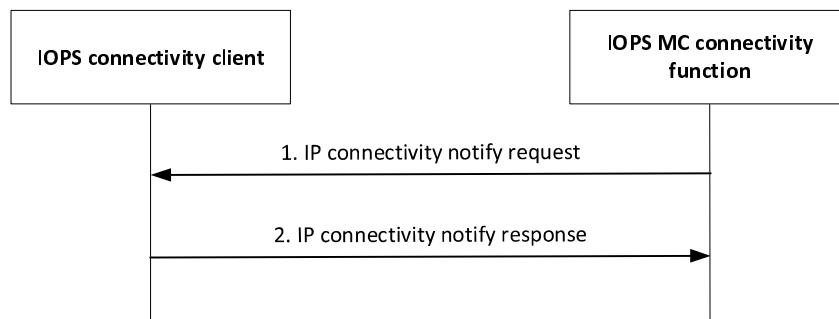 IOPS connectivity client
IOPS MC connectivity
function
1. IP connectivity notify request
2. IP connectivity notify response